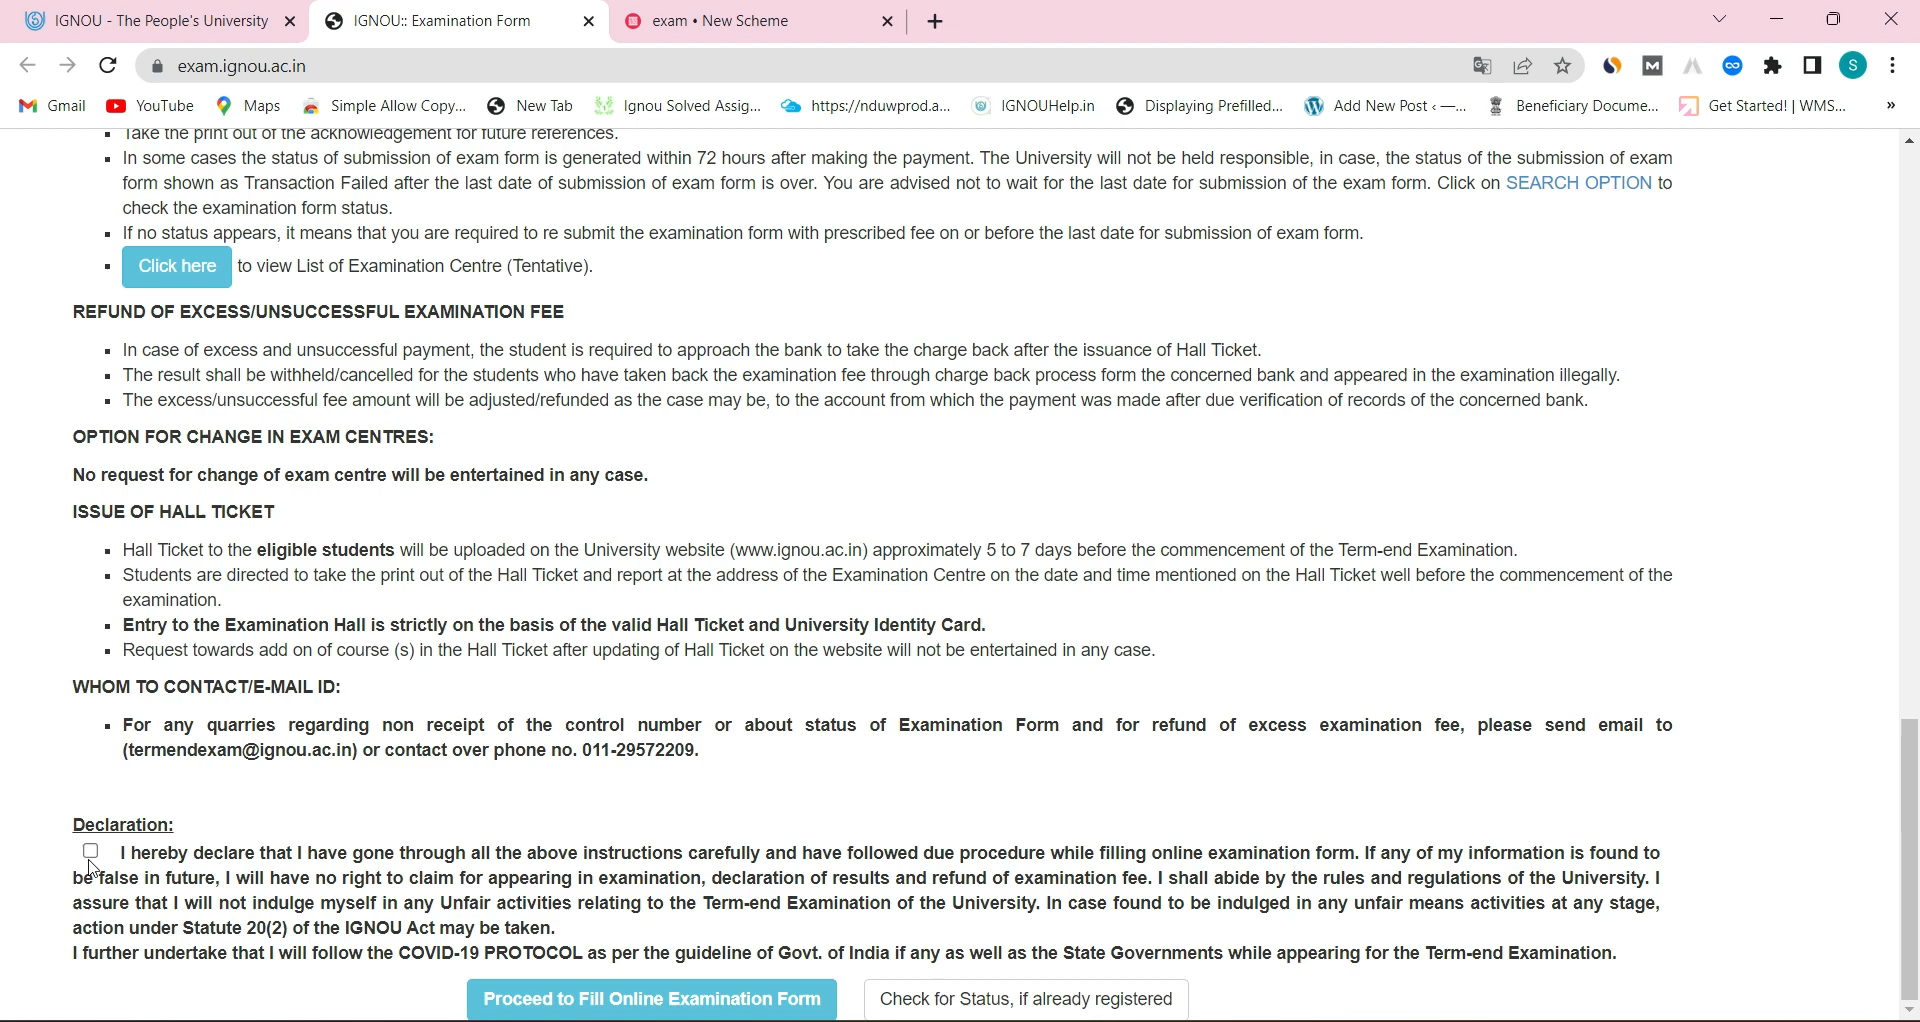 IGNOU - The People's University
IGNOU:: Examination Form
exam • New Scheme
exam.ignou.ac.in
S
Gmail
YouTube
Maps
Simple Allow Copy...
New Tab
Ignou Solved Assig...
https://nduwprod.a...
IGNOUHelp.in
Displaying Prefilled...
Add New Post ‹ —...
Beneficiary Docume...
Get Started! | WMS...
»
Take the print out of the acknowledgement for future references.
In some cases the status of submission of exam form is generated within 72 hours after making the payment. The University will not be held responsible, in case, the status of the submission of exam
form shown as Transaction Failed after the last date of submission of exam form is over. You are advised not to wait for the last date for submission of the exam form. Click on SEARCH OPTION to
check the examination form status.
If no status appears, it means that you are required to re submit the examination form with prescribed fee on or before the last date for submission of exam form.
Click here to view List of Examination Centre (Tentative).
REFUND OF EXCESS/UNSUCCESSFUL EXAMINATION FEE
In case of excess and unsuccessful payment, the student is required to approach the bank to take the charge back after the issuance of Hall Ticket.
The result shall be withheld/cancelled for the students who have taken back the examination fee through charge back process form the concerned bank and appeared in the examination illegally.
The excess/unsuccessful fee amount will be adjusted/refunded as the case may be, to the account from which the payment was made after due verification of records of the concerned bank.
OPTION FOR CHANGE IN EXAM CENTRES:
No request for change of exam centre will be entertained in any case.
ISSUE OF HALL TICKET
Hall Ticket to the eligible students will be uploaded on the University website (www.ignou.ac.in) approximately 5 to 7 days before the commencement of the Term-end Examination.
Students are directed to take the print out of the Hall Ticket and report at the address of the Examination Centre on the date and time mentioned on the Hall Ticket well before the commencement of the
examination.
Entry to the Examination Hall is strictly on the basis of the valid Hall Ticket and University Identity Card.
Request towards add on of course (s) in the Hall Ticket after updating of Hall Ticket on the website will not be entertained in any case.
WHOM TO CONTACT/E-MAIL ID:
For any quarries regarding non receipt of the control number or about status of Examination Form and for refund of excess examination fee, please send email to
(termendexam@ignou.ac.in) or contact over phone no. 011-29572209.
Declaration:
I hereby declare that I have gone through all the above instructions carefully and have followed due procedure while filling online examination form. If any of my information is found to
be false in future, I will have no right to claim for appearing in examination, declaration of results and refund of examination fee. I shall abide by the rules and regulations of the University. I
assure that I will not indulge myself in any Unfair activities relating to the Term-end Examination of the University. In case found to be indulged in any unfair means activities at any stage,
action under Statute 20(2) of the IGNOU Act may be taken.
I further undertake that I will follow the COVID-19 PROTOCOL as per the guideline of Govt. of India if any as well as the State Governments while appearing for the Term-end Examination.
Proceed to Fill Online Examination Form
Check for Status, if already registered